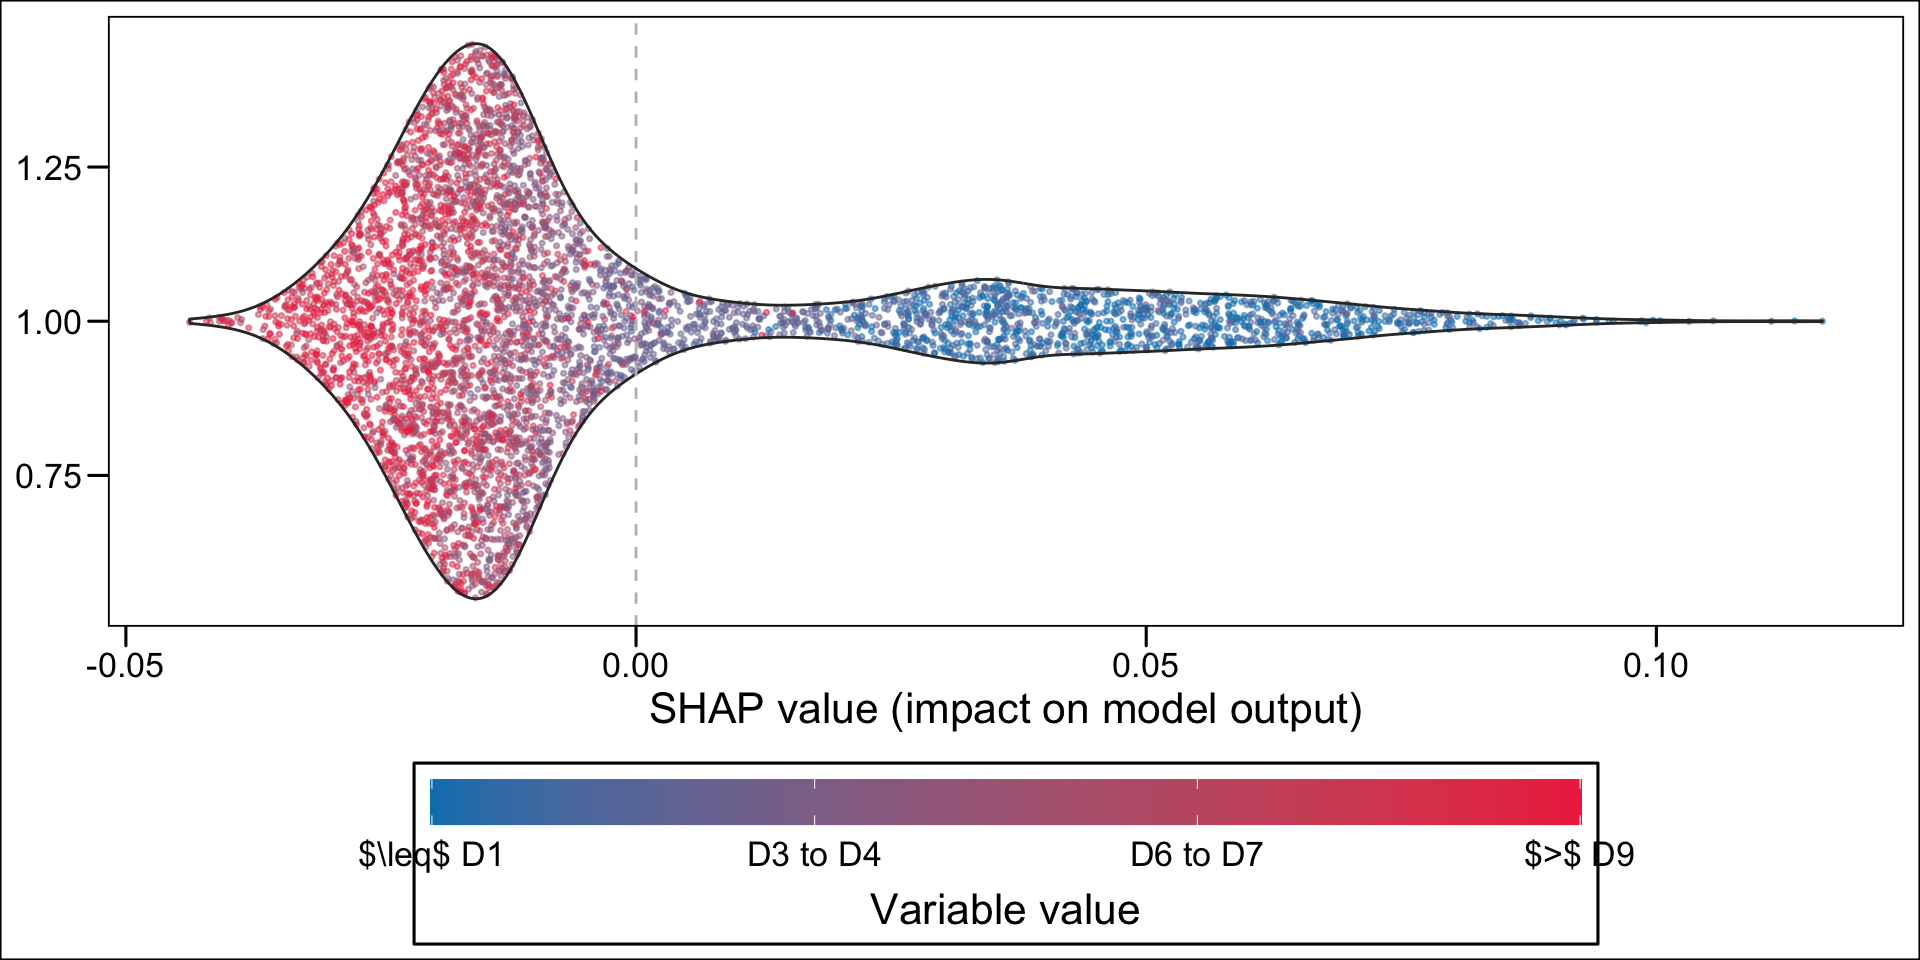 1.25
1.00
0.75
-0.05 0.00 0.05 0.10
SHAP value (impact on model output)
$\leq$ D1 D3 to D4 D6 to D7 $>$ D9
Variable value